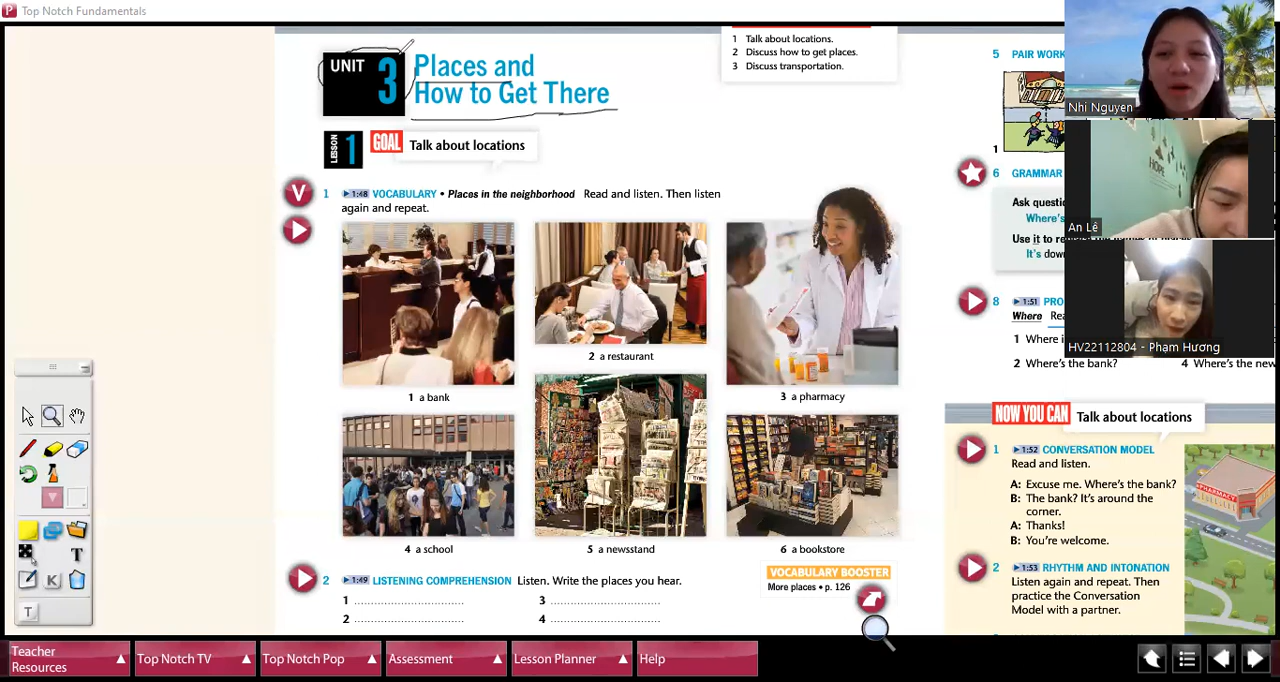 Top Notch Fundamentals
UNIT 3
Places and
How to Get There
1 Talk about locations.
2 Discuss how to get places.
3 Discuss transportation.
LESSON 1
GOAL Talk about locations
V
1 1:48 VOCABULARY • Places in the neighborhood Read and listen. Then listen
again and repeat.
1 a bank
2 a restaurant
3 a pharmacy
4 a school
5 a newsstand
6 a bookstore
2 1:49 LISTENING COMPREHENSION Listen. Write the places you hear.
1
2
3
4
VOCABULARY BOOSTER
More places • p. 126
5 PAIR WORK
1
6 GRAMMAR
Ask
Where's
Use it to
It's
8 1:51 PRO
Where
1 Where
2 Where's the bank?
4 Where's the
NOW YOU CAN Talk about locations
1 1:52 CONVERSATION MODEL
Read and listen.
A: Excuse me. Where's the bank?
B: The bank? It's around the
corner.
A: Thanks!
B: You're welcome.
2 1:53 RHYTHM AND INTONATION
Listen again and repeat. Then
practice the Conversation
Model with a partner.
PHARMACY
Nhi Nguyen
HOPE
An Lê
HV22112804 - Phạm Hương
T
K
T
Teacher
Resources
Top Notch TV
Top Notch Pop
Assessment
Lesson Planner
Help